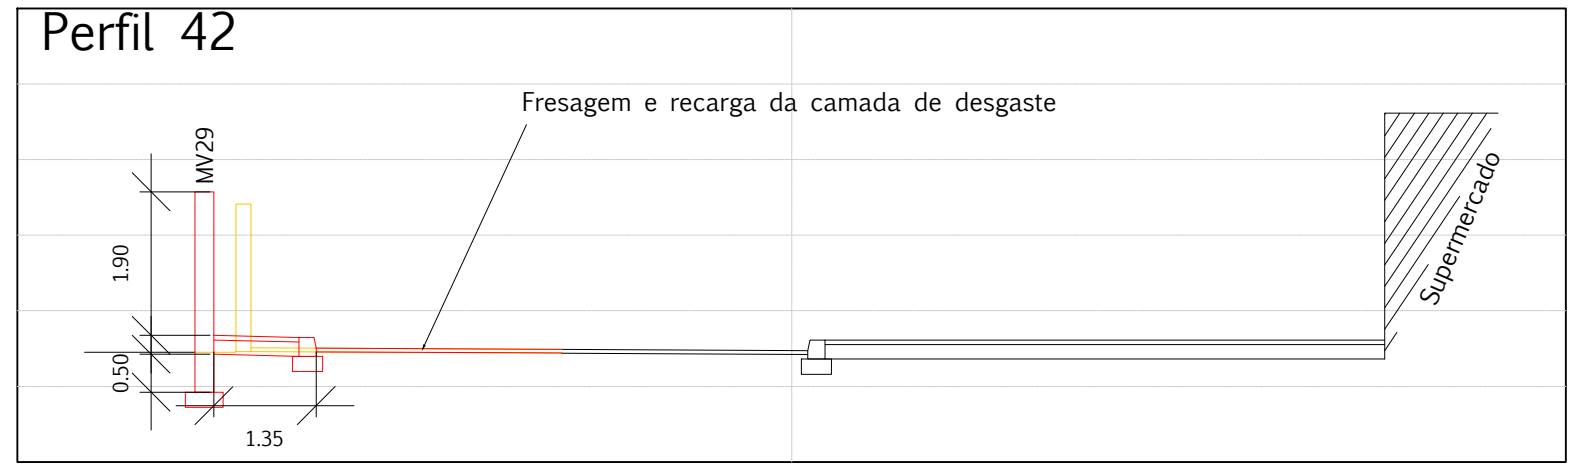 Perfil 42
Fresagem e recarga da camada de desgaste
MV29
Supermercado
1.90
0.50
1.35